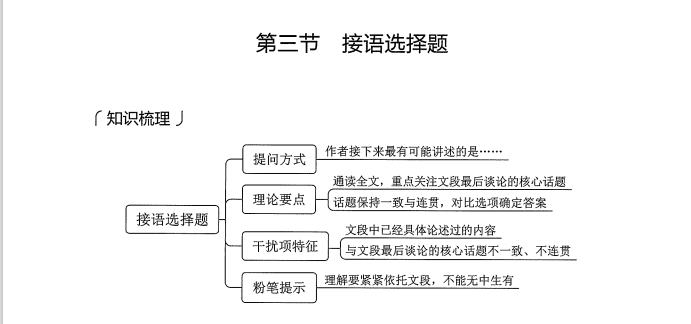 第三节 接语选择题
知识梳理
提问方式
作者接下来最有可能讲述的是……
理论要点
通读全文，重点关注文段最后谈论的核心话题
话题保持一致与连贯，对比选项确定答案
接语选择题
干扰项特征
文段中已经具体论述过的内容
与文段最后谈论的核心话题不一致、不连贯
粉笔提示
理解要紧紧依托文段，不能无中生有